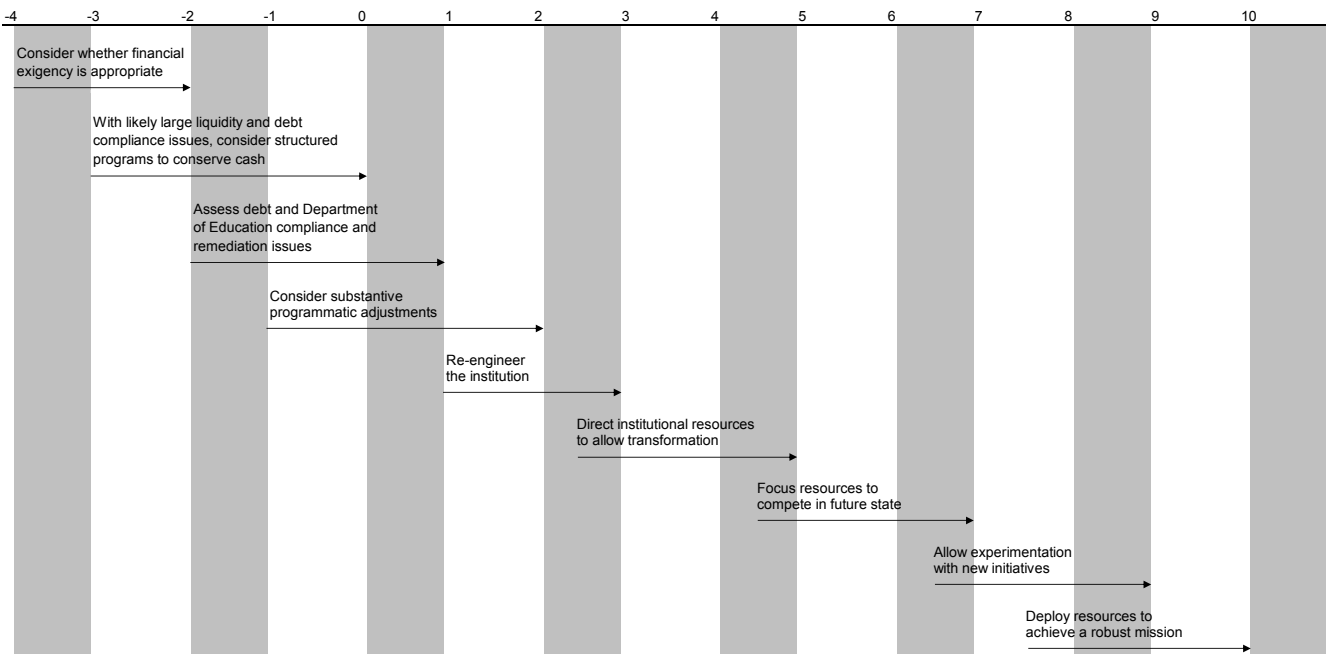 -4 -3 -2 -1 0 1 2 3 4 5 6 7 8 9 10
Consider whether financial
exigency is appropriate
With likely large liquidity and debt
compliance issues, consider structured
programs to conserve cash
Assess debt and Department
of Education compliance and
remediation issues
Consider substantive
programmatic adjustments
Re-engineer
the institution
Direct institutional resources
to allow transformation
Focus resources to
compete in future state
Allow experimentation
with new initiatives
Deploy resources to
achieve a robust mission